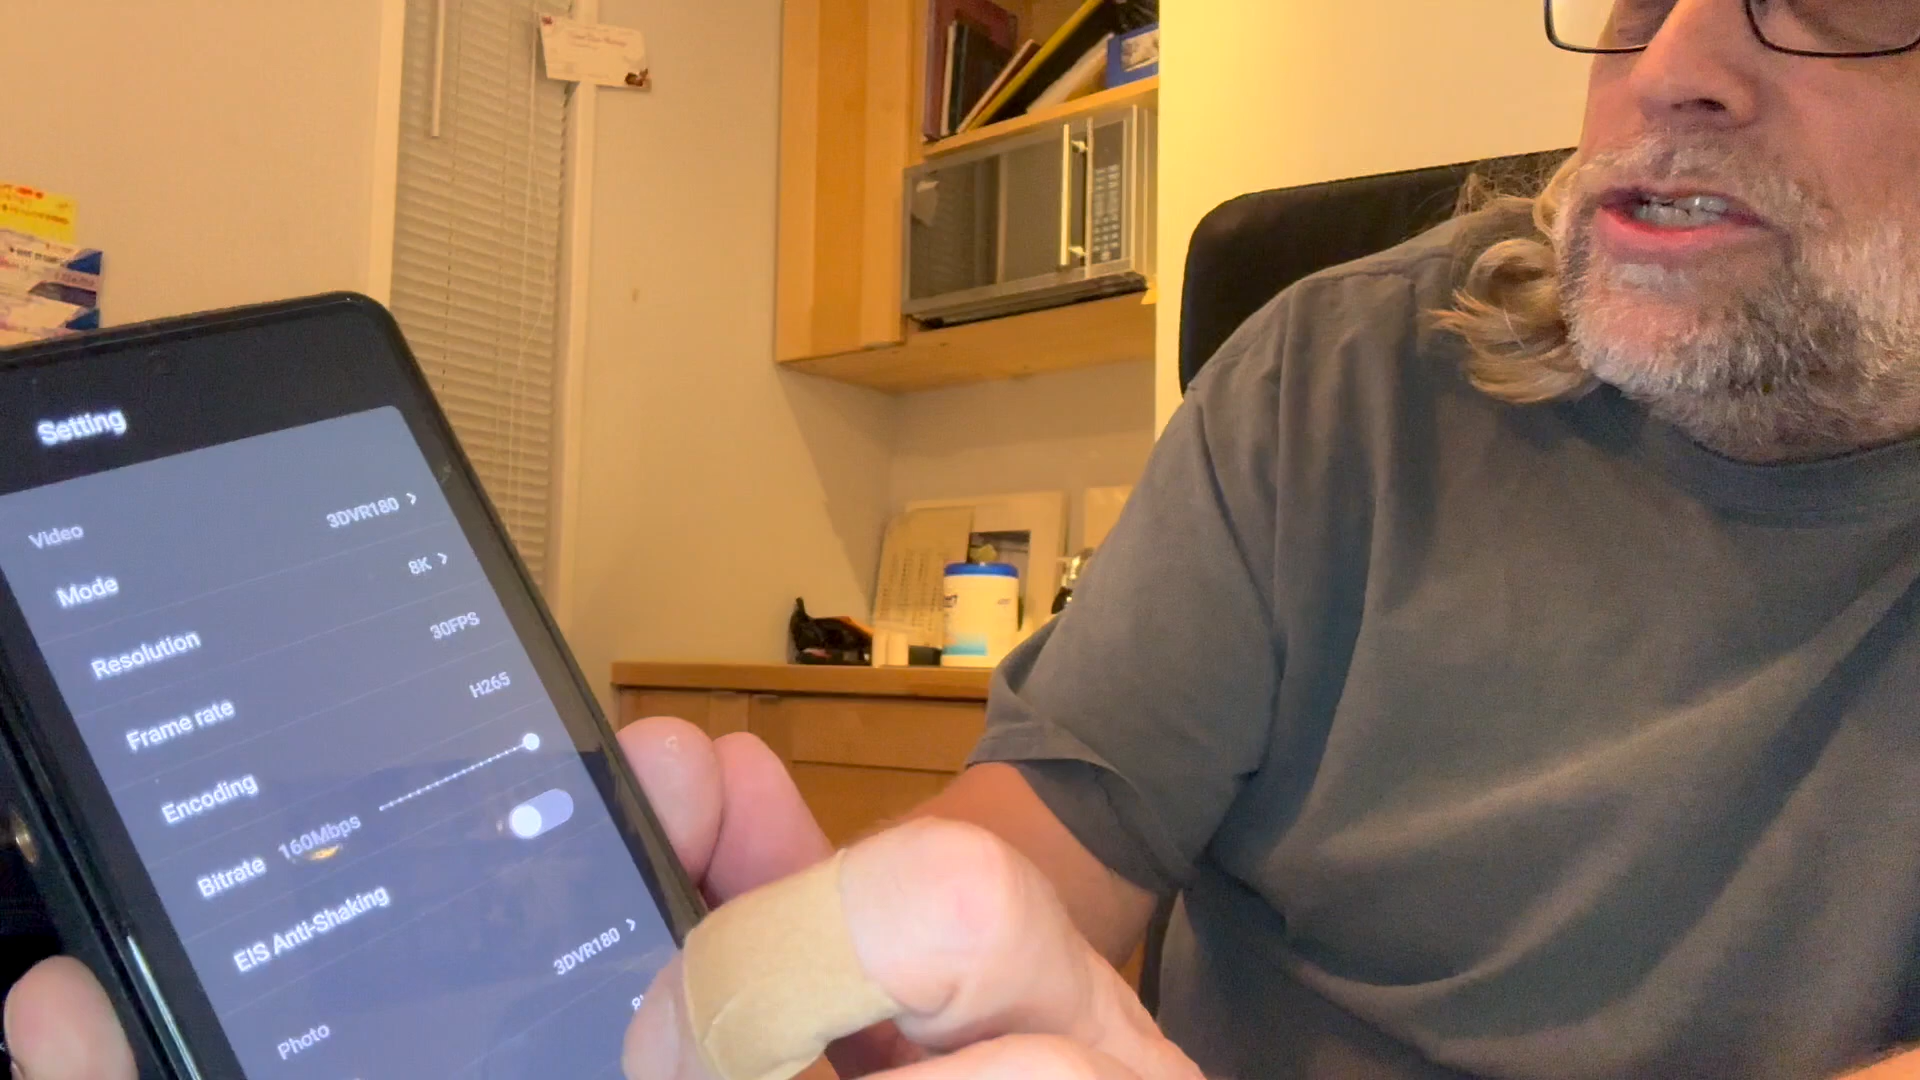 Setting
Video
Mode 3DVR180 >
Resolution 8K >
Frame rate 30FPS
Encoding H265
Bitrate 160Mbps
EIS Anti-Shaking
Photo
3DVR180 >